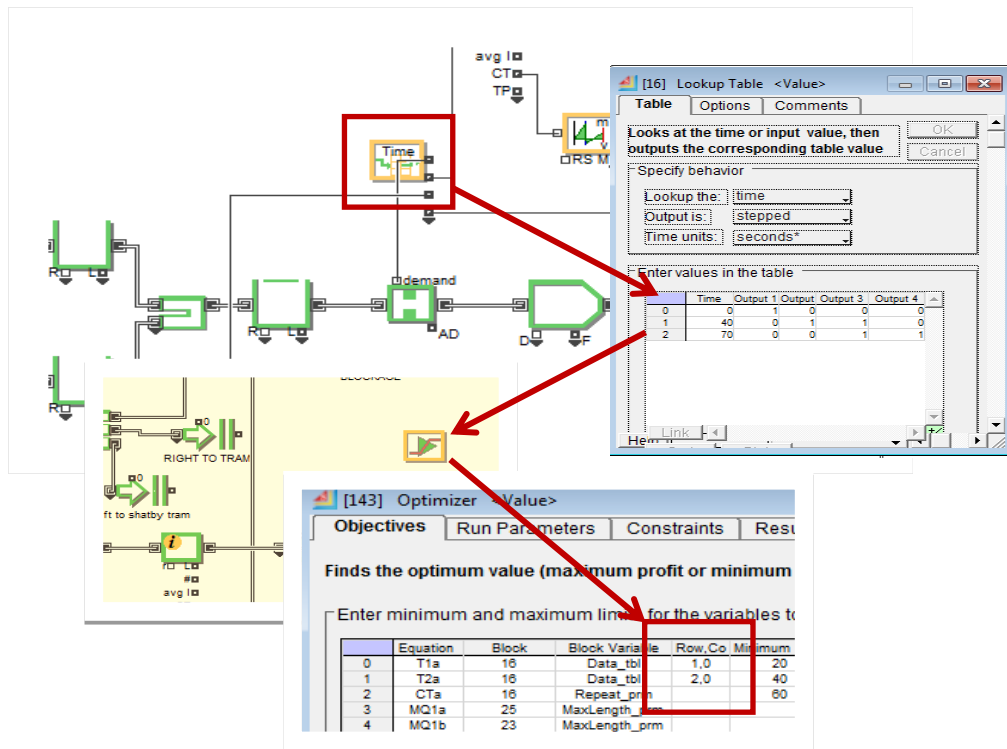 avg l
CT
TP
m
RS M
Time
demand
R L
R L
AD
D F
R
[16] Lookup Table <Value>
Table Options Comments
Looks at the time or input value, then
outputs the corresponding table value
OK
Cancel
Specify behavior
Lookup the: time
Output is: stepped
Time units: seconds*
Enter values in the table
Time Output 1 Output Output 3 Output 4
0 0 1 0 0 0
1 40 0 1 1 0
2 70 0 0 1 1
Link
RIGHT TO TRAM
0
0
ft to shatby tram
i
r L
#
avg l
[143] Optimizer <Value>
Objectives Run Parameters Constraints Resu
Finds the optimum value (maximum profit or minimum
Enter minimum and maximum limits for the variables to
Equation Block Block Variable Row,Co Minimum
0 T1a 16 Data_tbl 1,0 20
1 T2a 16 Data_tbl 2,0 40
2 CTa 16 Repeat_prm 60
3 MQ1a 25 MaxLength_prm
4 MQ1b 23 MaxLength_prm